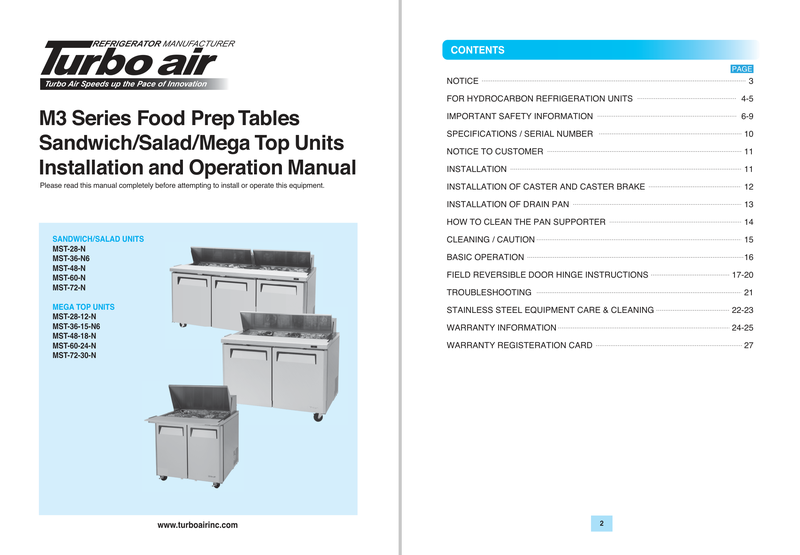 REFRIGERATOR MANUFACTURER
Turbo air
Turbo Air Speeds up the Pace of Innovation
M3 Series Food Prep Tables
Sandwich/Salad/Mega Top Units
Installation and Operation Manual
Please read this manual completely before attempting to install or operate this equipment.
SANDWICH/SALAD UNITS
MST-28-N
MST-36-N6
MST-48-N
MST-60-N
MST-72-N
MEGA TOP UNITS
MST-28-12-N
MST-36-15-N6
MST-48-18-N
MST-60-24-N
MST-72-30-N
www.turboairinc.com
CONTENTS
PAGE
NOTICE 3
FOR HYDROCARBON REFRIGERATION UNITS 4-5
IMPORTANT SAFETY INFORMATION 6-9
SPECIFICATIONS / SERIAL NUMBER 10
NOTICE TO CUSTOMER 11
INSTALLATION 11
INSTALLATION OF CASTER AND CASTER BRAKE 12
INSTALLATION OF DRAIN PAN 13
HOW TO CLEAN THE PAN SUPPORTER 14
CLEANING / CAUTION 15
BASIC OPERATION 16
FIELD REVERSIBLE DOOR HINGE INSTRUCTIONS 17-20
TROUBLESHOOTING 21
STAINLESS STEEL EQUIPMENT CARE & CLEANING 22-23
WARRANTY INFORMATION 24-25
WARRANTY REGISTERATION CARD 27
2